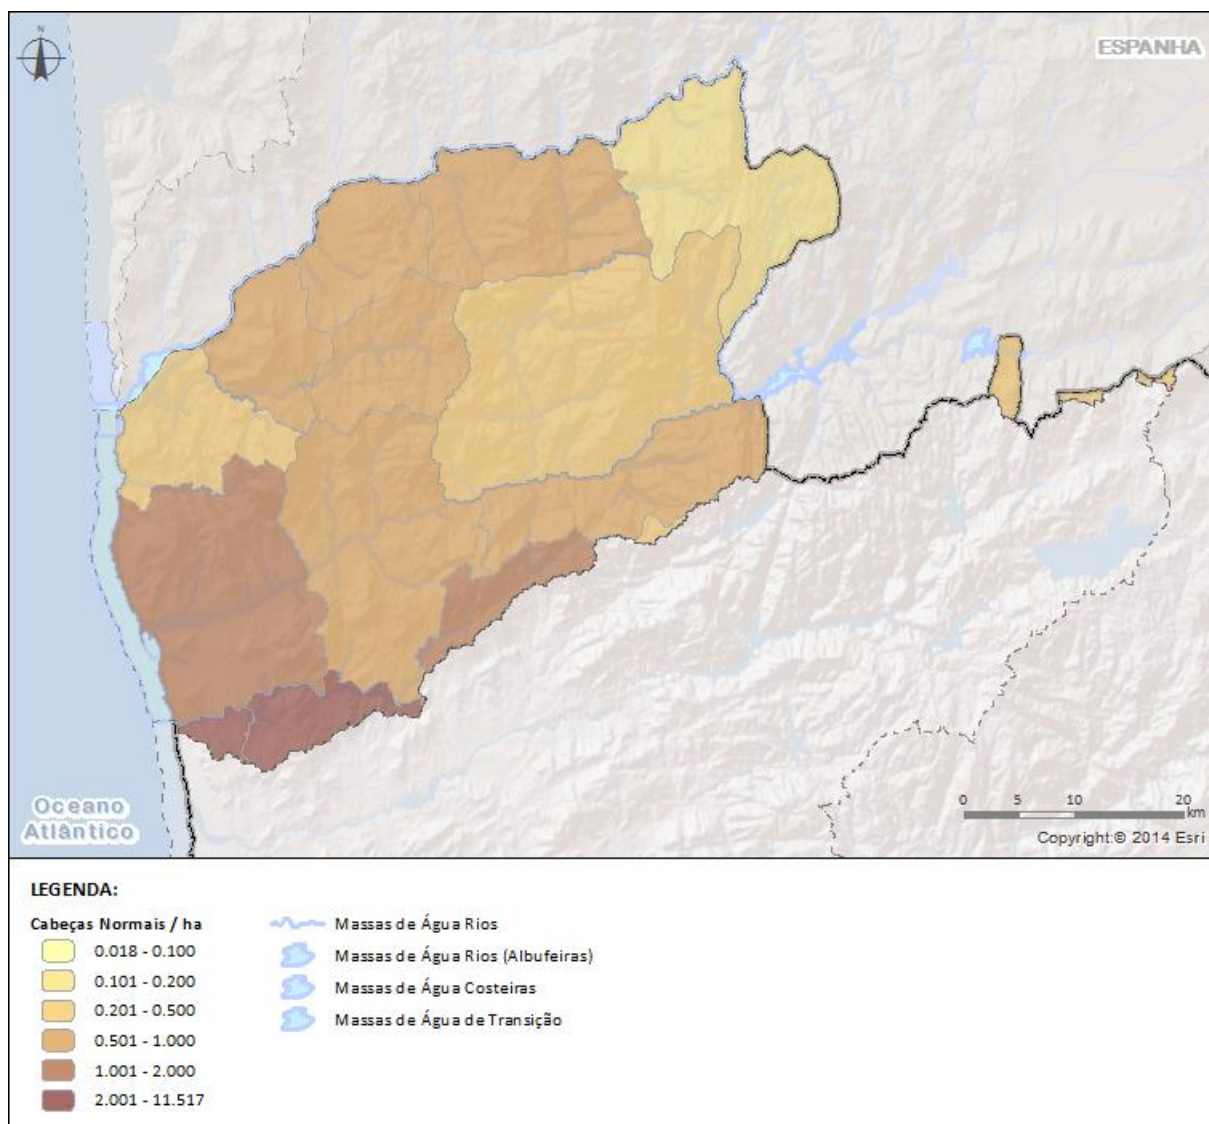 N
ESPANHA
Oceano
Atlântico
0 5 10 20
km
Copyright:© 2014 Esri
LEGENDA:
Cabeças Normais / ha
0.018 - 0.100
0.101 - 0.200
0.201 - 0.500
0.501 - 1.000
1.001 - 2.000
2.001 - 11.517
Massas de Água Rios
Massas de Água Rios (Albufeiras)
Massas de Água Costeiras
Massas de Água de Transição